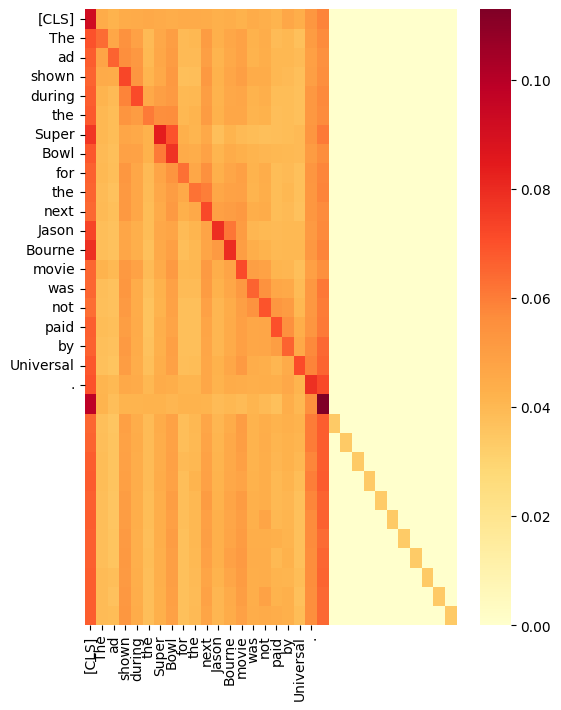 [CLS]
The
ad
shown
during
the
Super
Bowl
for
the
next
Jason
Bourne
movie
was
not
paid
by
Universal
.
[CLS]
The
ad
shown
during
the
Super
Bowl
for
the
next
Jason
Bourne
movie
was
not
paid
by
Universal
.
0.10
0.08
0.06
0.04
0.02
0.00